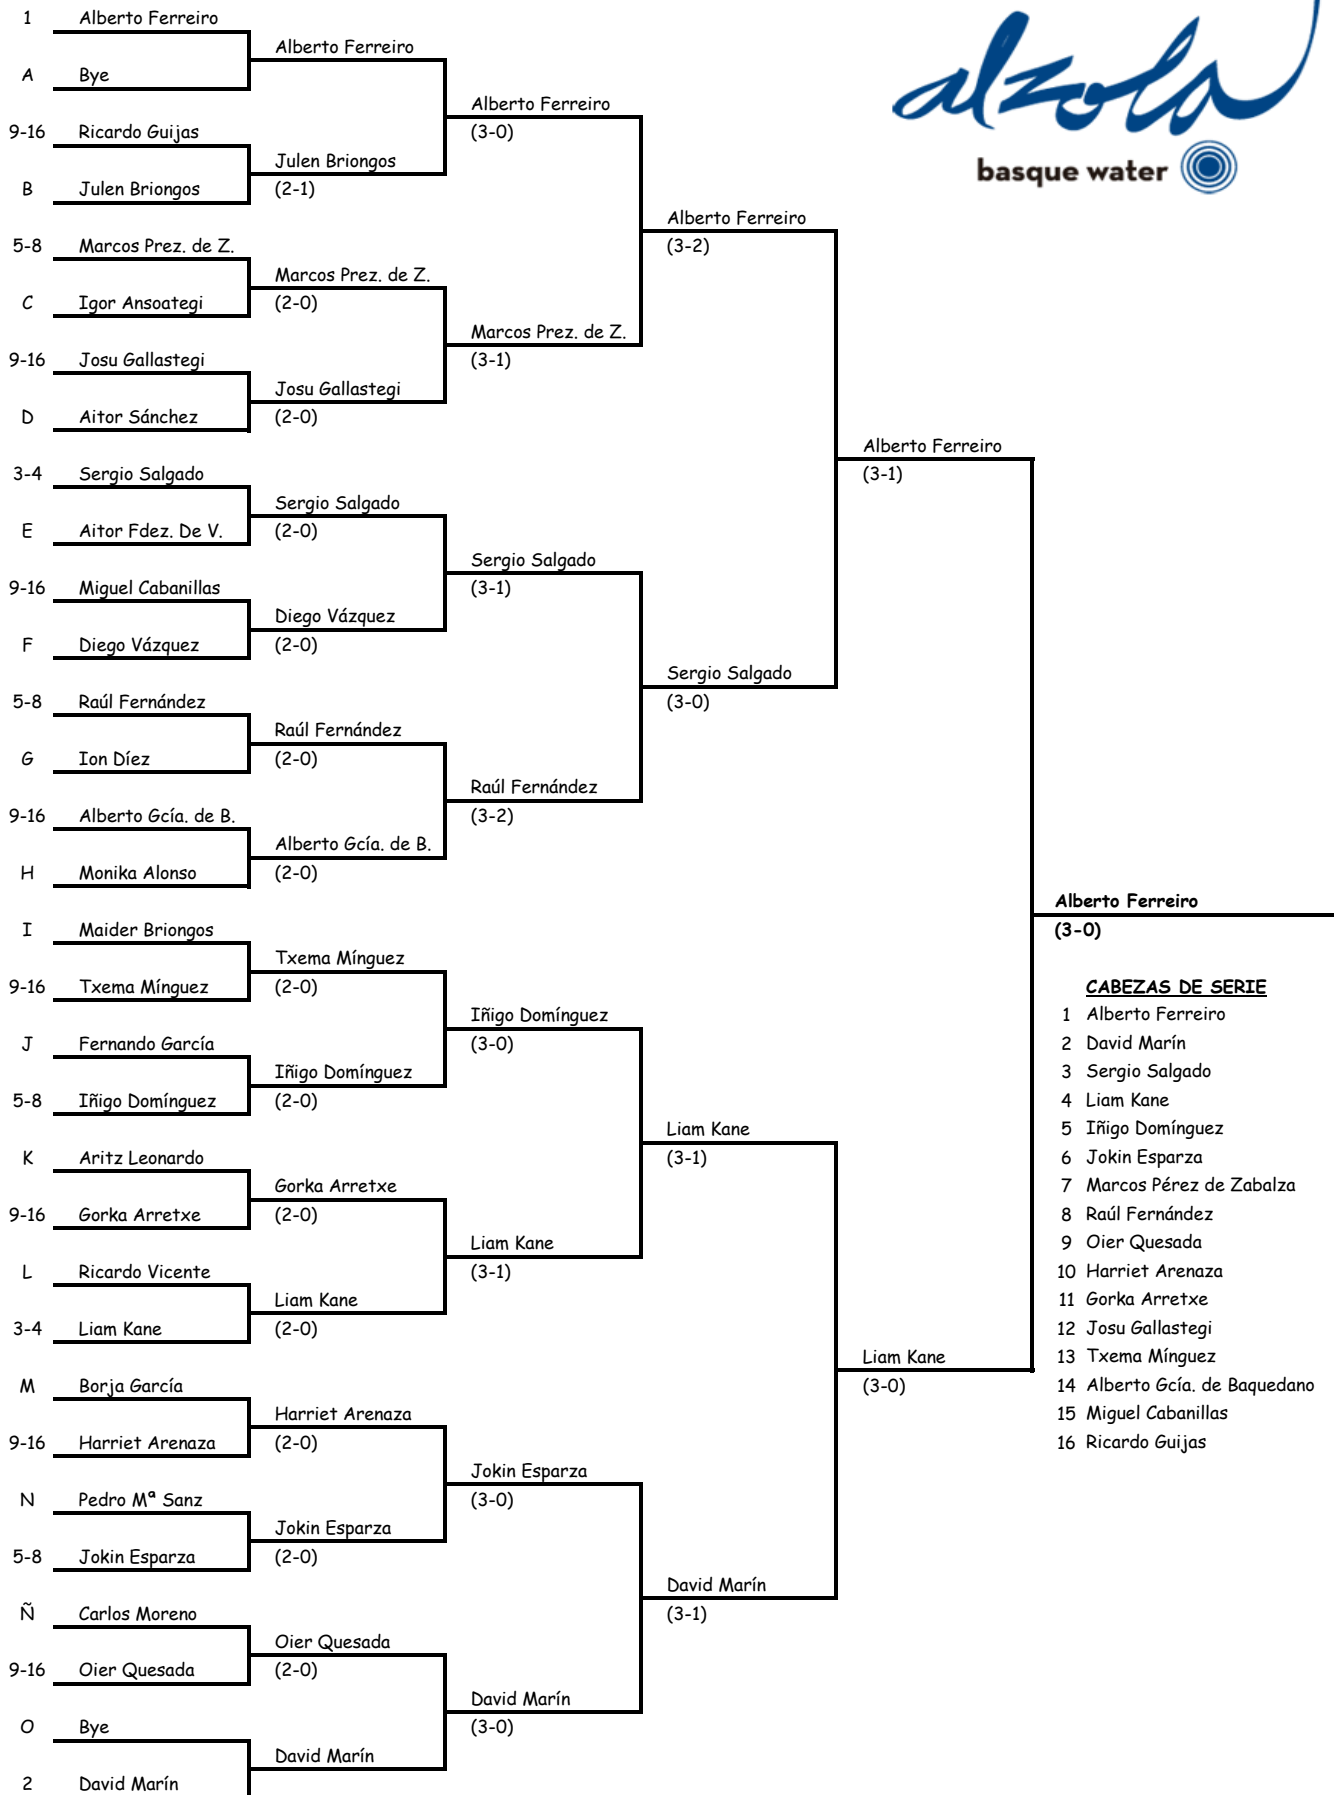 alzola
basque water
1 Alberto Ferreiro
Alberto Ferreiro
A Bye
Alberto Ferreiro
(3-0)
9-16 Ricardo Guijas
Julen Briongos
(2-1)
B Julen Briongos
Alberto Ferreiro
(3-2)
5-8 Marcos Prez. de Z.
Marcos Prez. de Z.
(2-0)
C Igor Ansoategi
Marcos Prez. de Z.
(3-1)
9-16 Josu Gallastegi
Josu Gallastegi
(2-0)
D Aitor Sánchez
Alberto Ferreiro
(3-1)
3-4 Sergio Salgado
Sergio Salgado
(2-0)
E Aitor Fdez. De V.
Sergio Salgado
(3-1)
9-16 Miguel Cabanillas
Diego Vázquez
(2-0)
F Diego Vázquez
Sergio Salgado
(3-0)
5-8 Raúl Fernández
Raúl Fernández
(2-0)
G Ion Díez
Raúl Fernández
(3-2)
9-16 Alberto Gcía. de B.
Alberto Gcía. de B.
(2-0)
H Monika Alonso
Alberto Ferreiro
(3-0)
I Maider Briongos
Txema Mínguez
(2-0)
9-16 Txema Mínguez
Iñigo Domínguez
(3-0)
J Fernando García
Iñigo Domínguez
(2-0)
5-8 Iñigo Domínguez
Liam Kane
(3-1)
K Aritz Leonardo
Gorka Arretxe
(2-0)
9-16 Gorka Arretxe
Liam Kane
(3-1)
L Ricardo Vicente
Liam Kane
(2-0)
3-4 Liam Kane
Liam Kane
(3-0)
M Borja García
Harriet Arenaza
(2-0)
9-16 Harriet Arenaza
Jokin Esparza
(3-0)
N Pedro Mª Sanz
Jokin Esparza
(2-0)
5-8 Jokin Esparza
David Marín
(3-1)
Ñ Carlos Moreno
Oier Quesada
(2-0)
9-16 Oier Quesada
David Marín
(3-0)
O Bye
David Marín
2 David Marín
CABEZAS DE SERIE
1 Alberto Ferreiro
2 David Marín
3 Sergio Salgado
4 Liam Kane
5 Iñigo Domínguez
6 Jokin Esparza
7 Marcos Pérez de Zabalza
8 Raúl Fernández
9 Oier Quesada
10 Harriet Arenaza
11 Gorka Arretxe
12 Josu Gallastegi
13 Txema Mínguez
14 Alberto Gcía. de Baquedano
15 Miguel Cabanillas
16 Ricardo Guijas